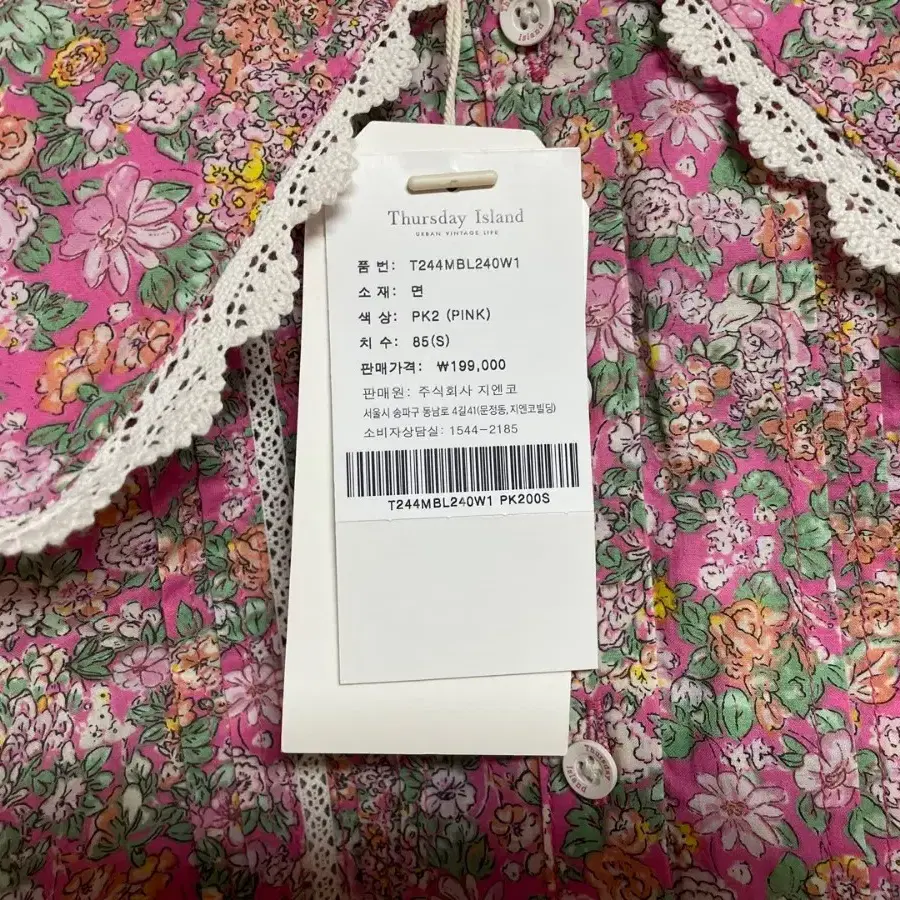 Island
Thursday Island
URBAN VINTAGE LIFE
품 번: T244MBL240W1
소 재: 면
색 상: PK2 (PINK)
치 수: 85(S)
판매가격: ₩199,000
판매원: 주식회사 지엔코
서울시 송파구 동남로 4길41(문정동, 지엔코빌딩)
소비자상담실: 1544-2185
T244MBL240W1 PK200S